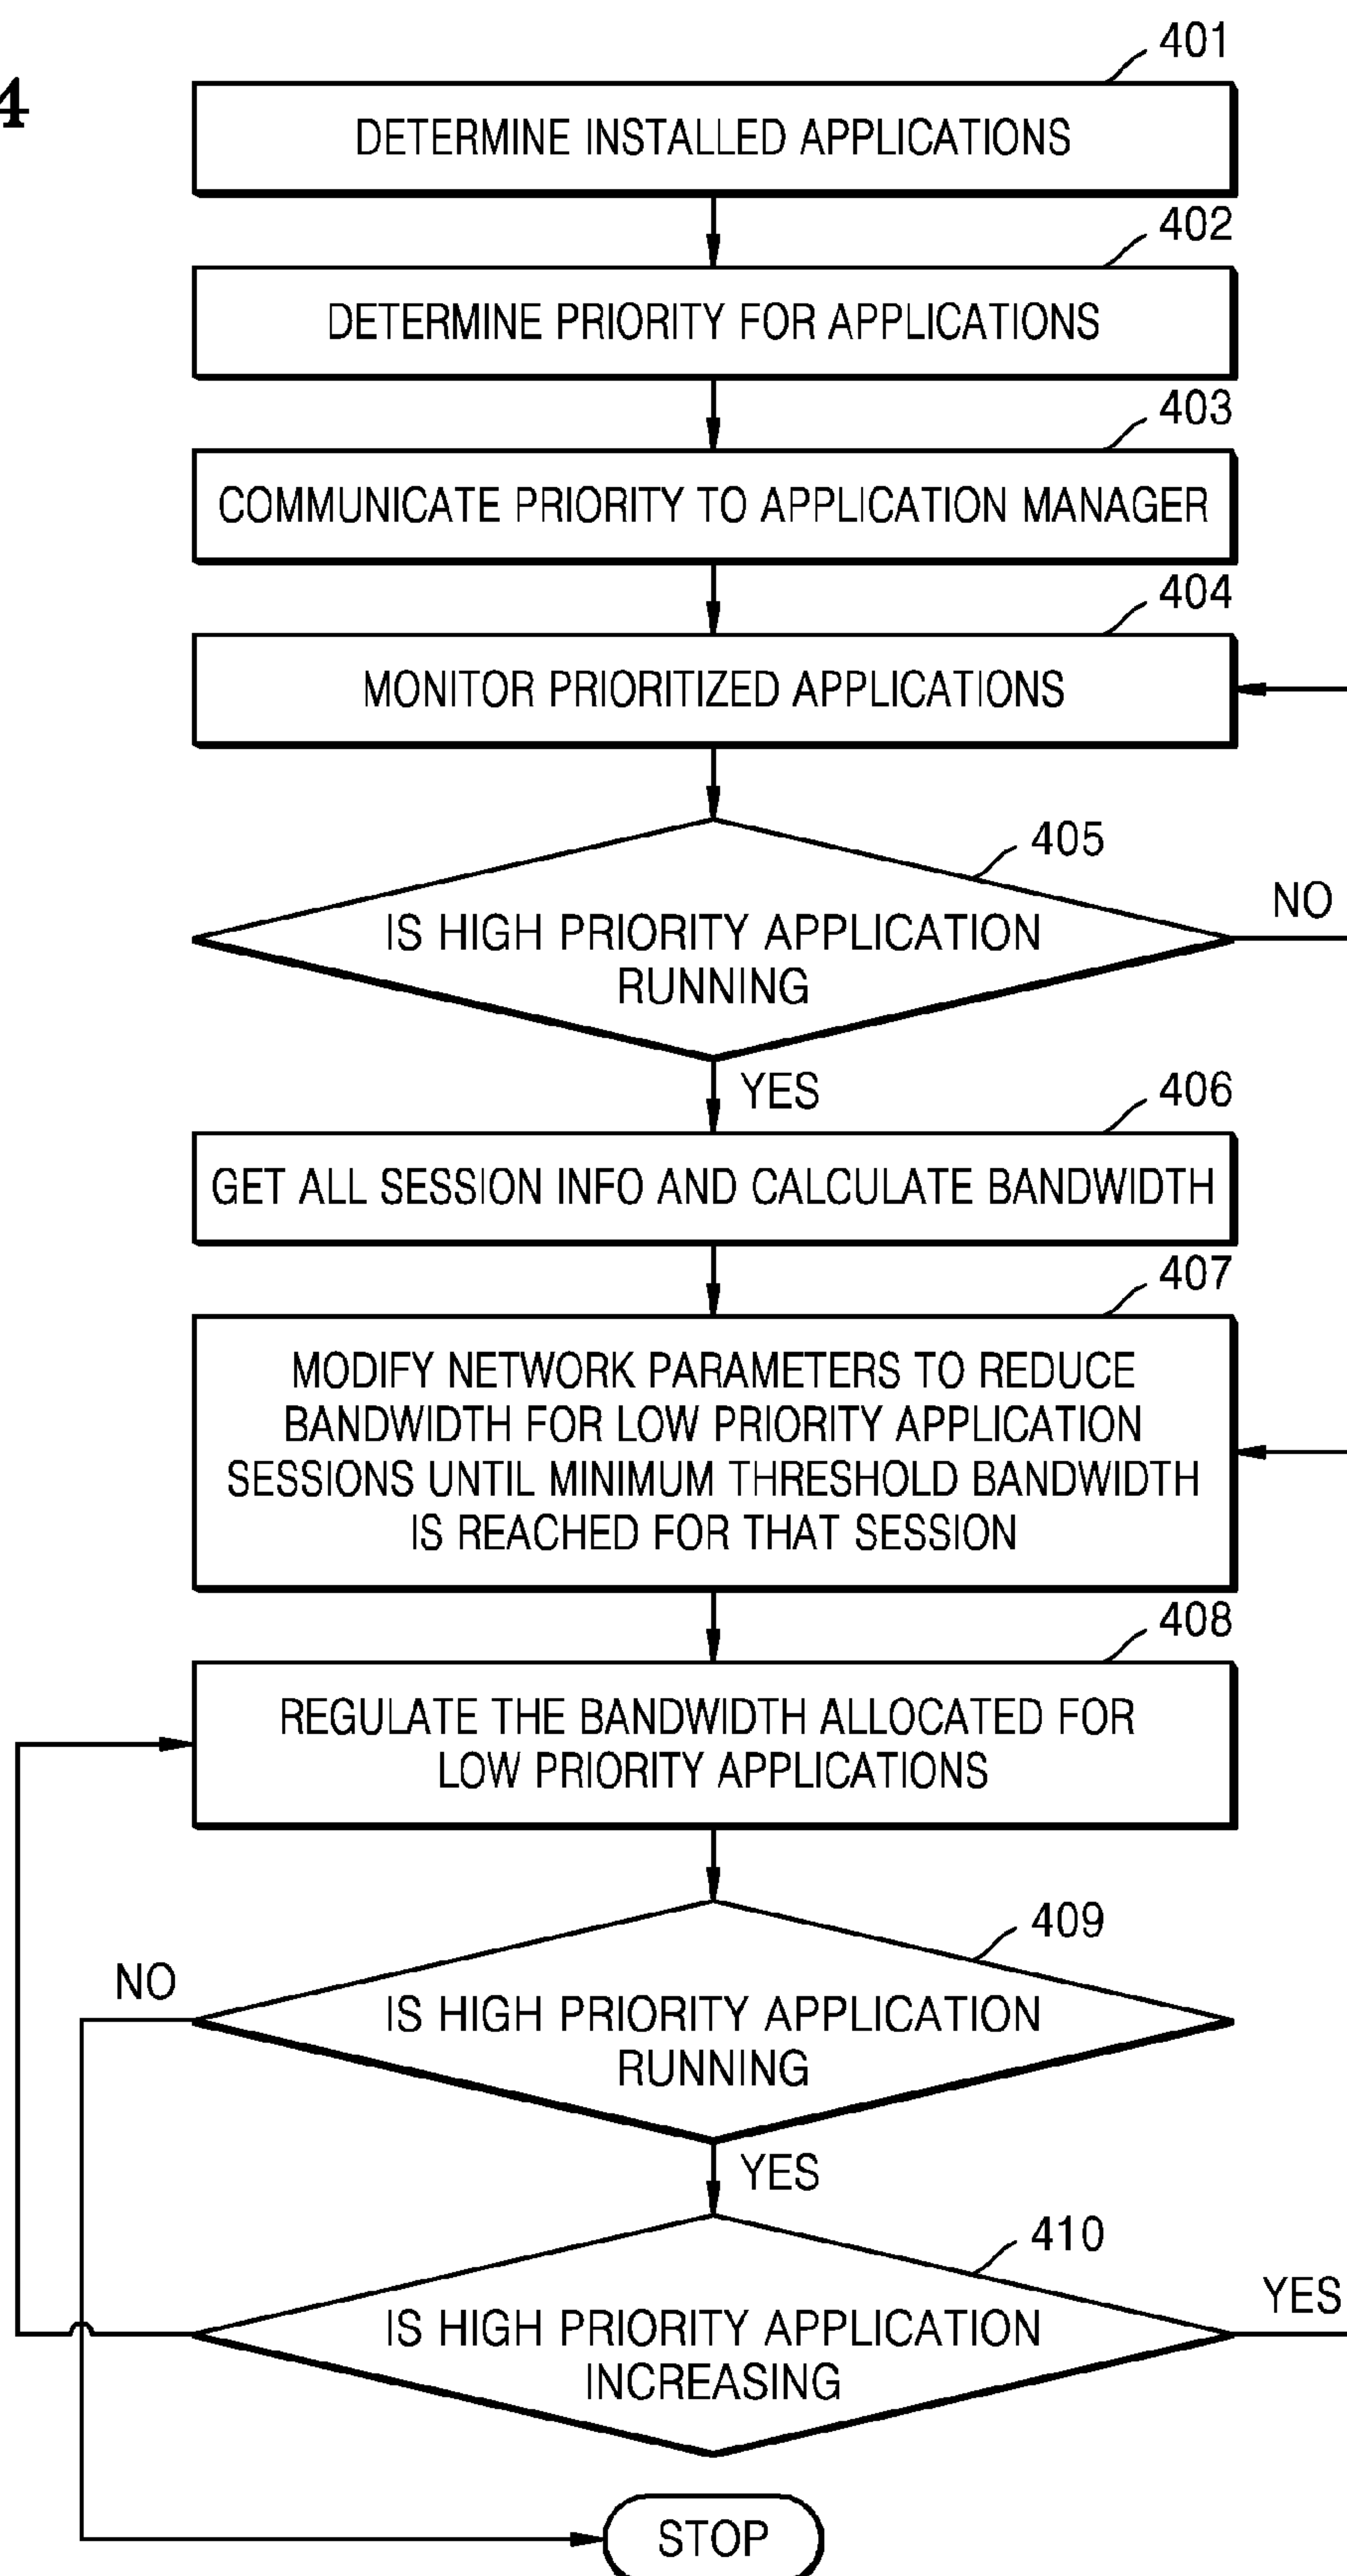 4
401
DETERMINE INSTALLED APPLICATIONS
402
DETERMINE PRIORITY FOR APPLICATIONS
403
COMMUNICATE PRIORITY TO APPLICATION MANAGER
404
MONITOR PRIORITIZED APPLICATIONS
405
IS HIGH PRIORITY APPLICATION
RUNNING
NO
YES
406
GET ALL SESSION INFO AND CALCULATE BANDWIDTH
407
MODIFY NETWORK PARAMETERS TO REDUCE
BANDWIDTH FOR LOW PRIORITY APPLICATION
SESSIONS UNTIL MINIMUM THRESHOLD BANDWIDTH
IS REACHED FOR THAT SESSION
408
REGULATE THE BANDWIDTH ALLOCATED FOR
LOW PRIORITY APPLICATIONS
409
NO
IS HIGH PRIORITY APPLICATION
RUNNING
YES
410
YES
IS HIGH PRIORITY APPLICATION
INCREASING
STOP